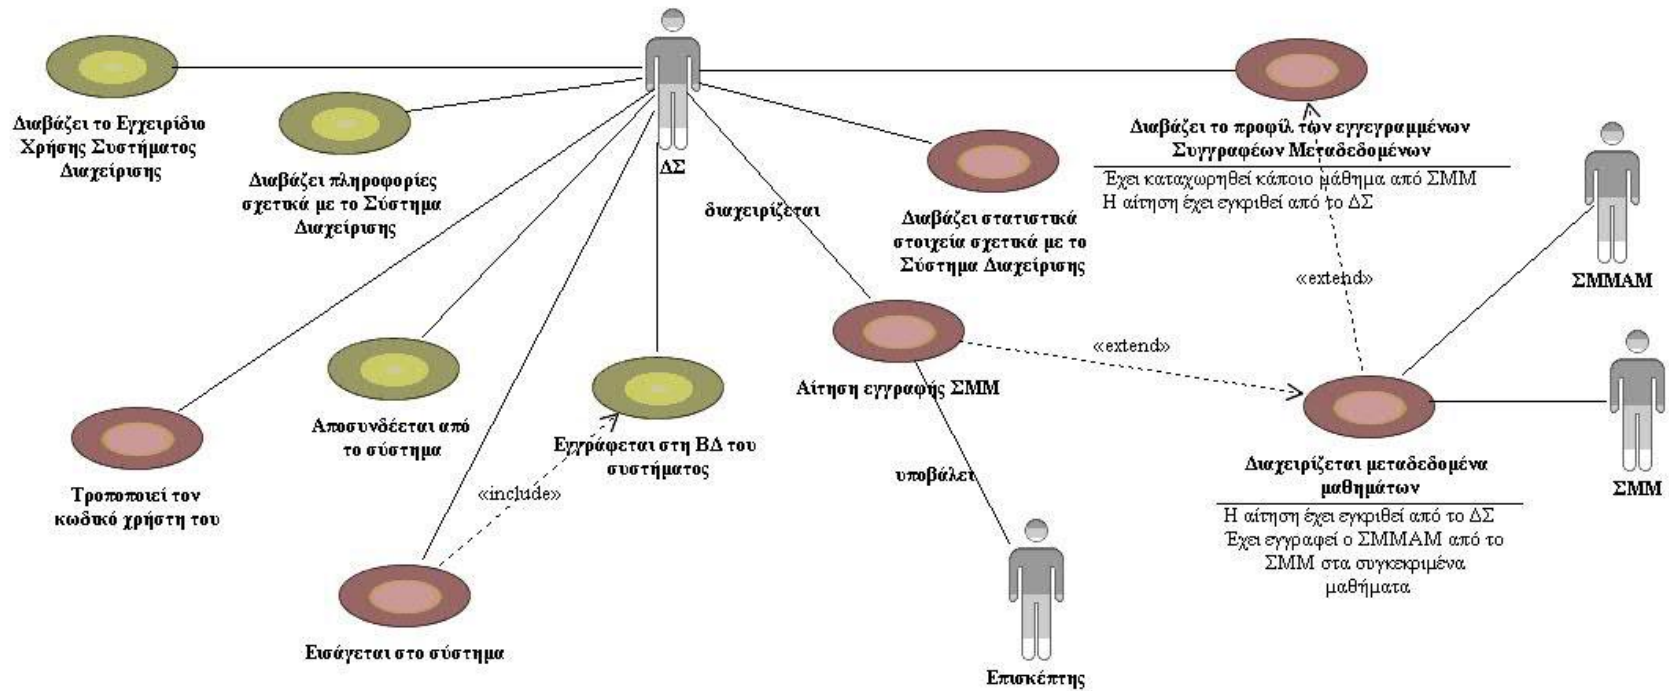 Διαβάζει το Εγχειρίδιο
Χρήσης Συστήματος
Διαχείρισης
Διαβάζει πληροφορίες
σχετικά με το Σύστημα
Διαχείρισης
ΔΣ
διαχειρίζεται
Διαβάζει στατιστικά
στοιχεία σχετικά με το
Σύστημα Διαχείρισης
Διαβάζει το προφίλ των εγγεγραμμένων
Συγγραφέων Μεταδεδομένων
Έχει καταχωρηθεί κάποιο μάθημα από ΣΜΜ
Η αίτηση έχει εγκριθεί από το ΔΣ
«extend»
ΣΜΜΑΜ
«extend»
Αίτηση εγγραφής ΣΜΜ
Αποσυνδέεται από
το σύστημα
Εγγράφεται στη ΒΔ του
συστήματος
Τροποποιεί τον
κωδικό χρήστη του
«include»
υποβάλει
Διαχειρίζεται μεταδεδομένα
μαθημάτων
Η αίτηση έχει εγκριθεί από το ΔΣ
Έχει εγγραφεί ο ΣΜΜΑΜ από το
ΣΜΜ στα συγκεκριμένα
μαθήματα
ΣΜΜ
Εισάγεται στο σύστημα
Επισκέπτης